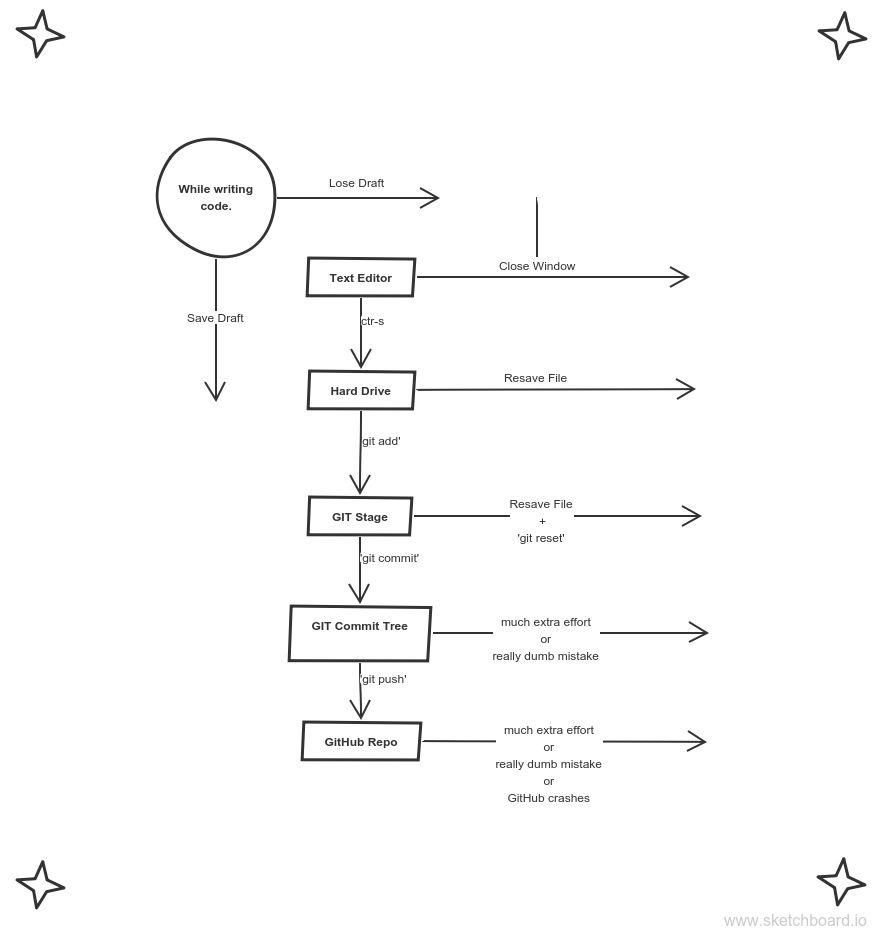 While writing
code.
Lose Draft
Close Window
Text Editor
Save Draft
ctr-s
Resave File
Hard Drive
'git add'
Resave File
+
'git reset'
GIT Stage
'git commit'
GIT Commit Tree
much extra effort
or
really dumb mistake
'git push'
GitHub Repo
much extra effort
or
really dumb mistake
or
GitHub crashes
www.sketchboard.io